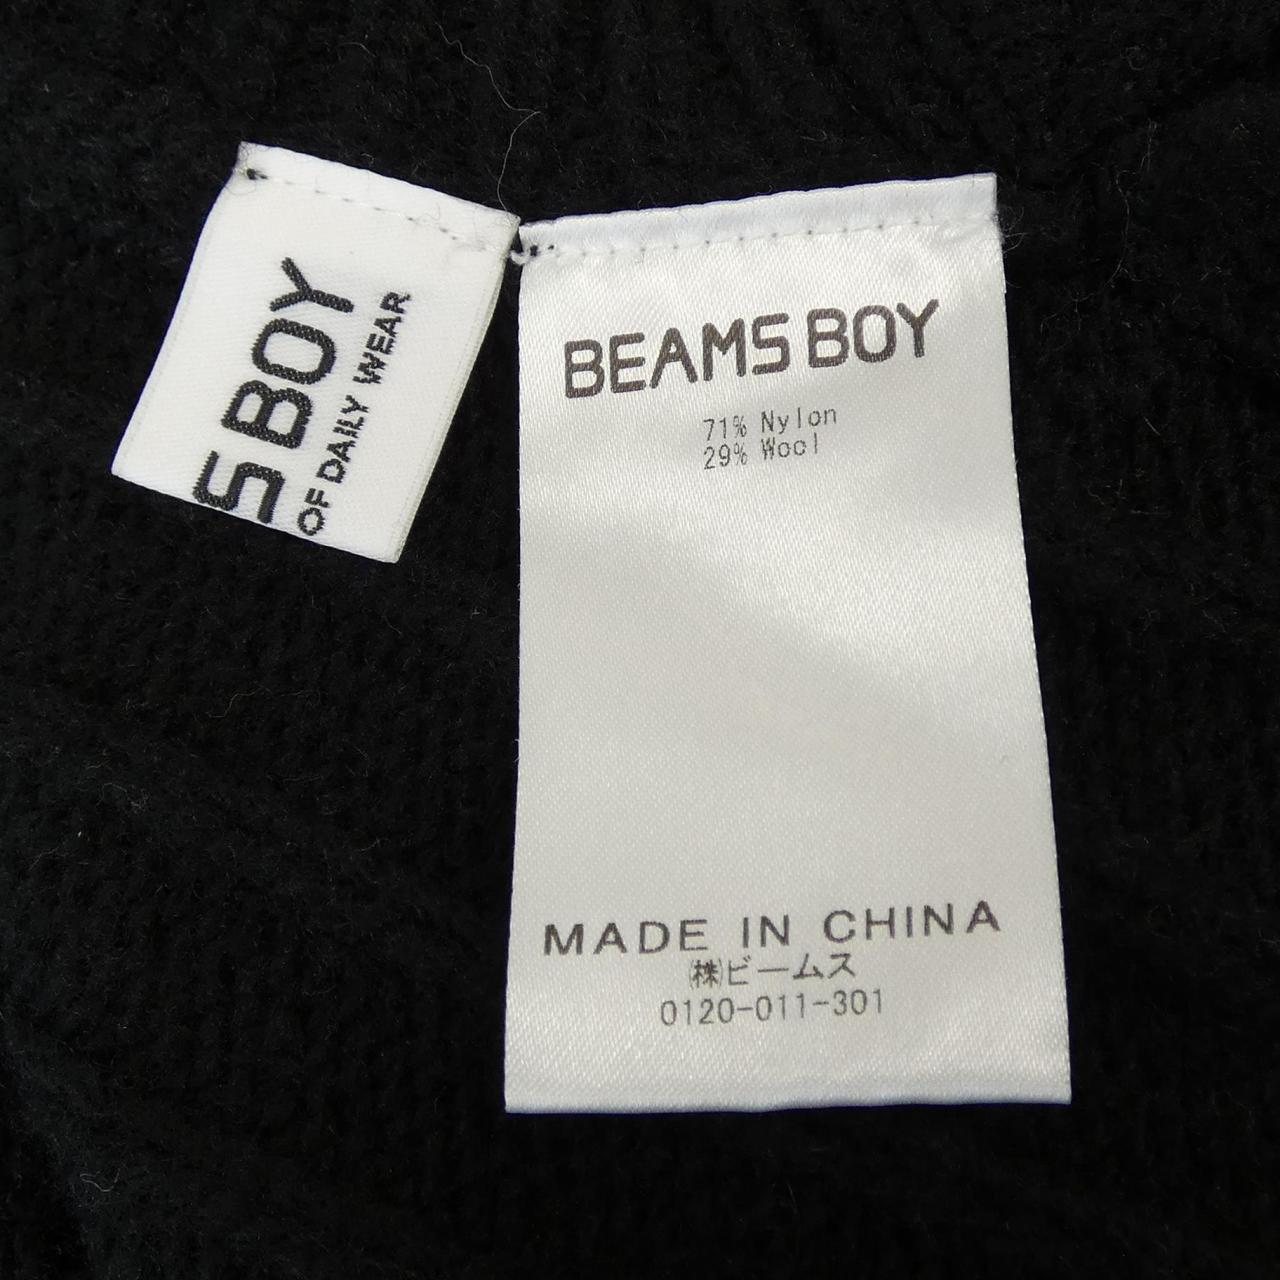 S BOY
OF DAILY WEAR
BEAMS BOY
71% Nylon
29% Wool
MADE IN CHINA
㈱ビームス
0120-011-301